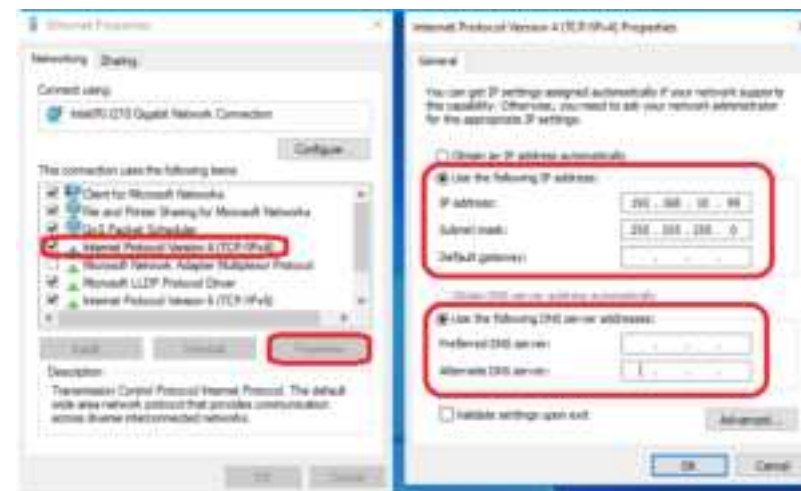 Ethernet Properties
Networking Sharing
Connect using:
Intel(R) I210 Gigabit Network Connection
Configure...
This connection uses the following items:
Client for Microsoft Networks
File and Printer Sharing for Microsoft Networks
QoS Packet Scheduler
Internet Protocol Version 4 (TCP/IPv4)
Microsoft Network Adapter Multiplexor Protocol
Microsoft LLDP Protocol Driver
Internet Protocol Version 6 (TCP/IPv6)
Description
Transmission Control Protocol/Internet Protocol. The default
wide area network protocol that provides communication
across diverse interconnected networks.
Internet Protocol Version 4 (TCP/IPv4) Properties
General
You can get IP settings assigned automatically if your network supports
this capability. Otherwise, you need to ask your network administrator
for the appropriate IP settings.
Obtain an IP address automatically
Use the following IP address:
IP address:
Subnet mask: 255 . 255 . 255 . 0
Default gateway:
Obtain DNS server address automatically
Use the following DNS server addresses:
Preferred DNS server:
Alternate DNS server:
Validate settings upon exit
Advanced...
OK Cancel